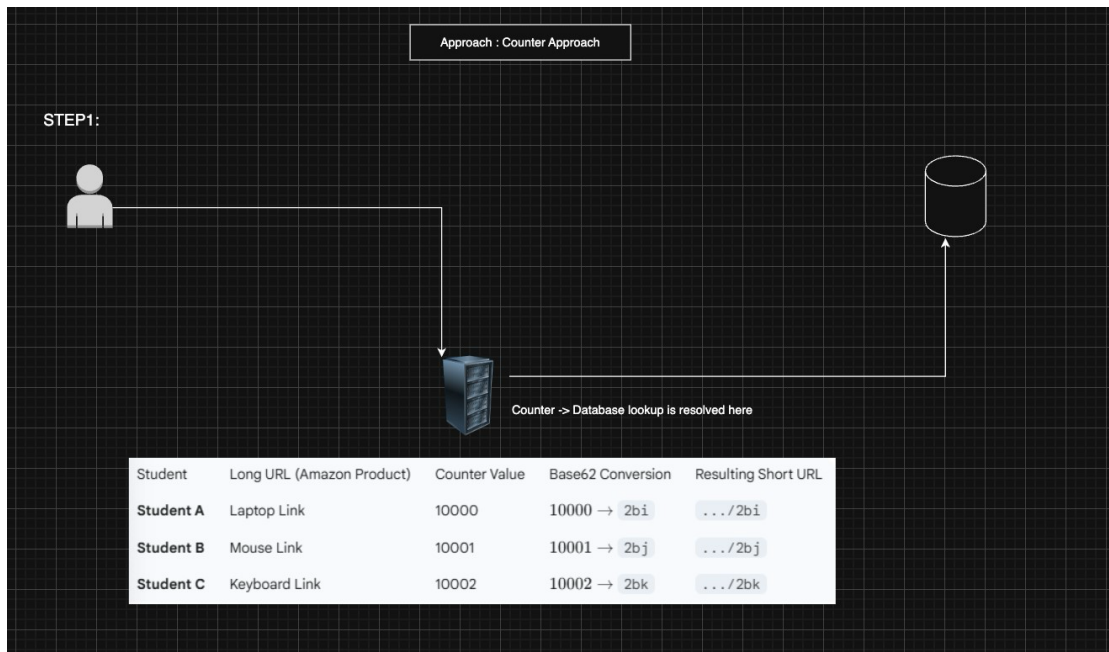 Approach : Counter Approach
STEP1:
Counter -> Database lookup is resolved here
Student Long URL (Amazon Product) Counter Value Base62 Conversion Resulting Short URL
Student A Laptop Link 10000 10000 → 2bi .../2bi
Student B Mouse Link 10001 10001 → 2bj .../2bj
Student C Keyboard Link 10002 10002 → 2bk .../2bk